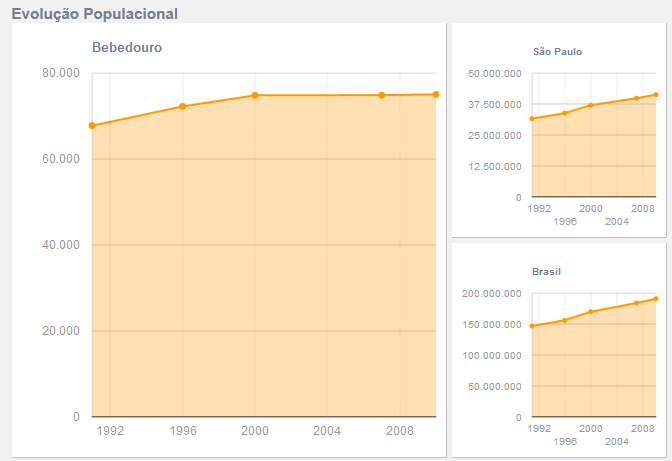 Evolução Populacional
Bebedouro
80.000
60.000
40.000
20.000
0
1992 1996 2000 2004 2008
São Paulo
50.000.000
37.500.000
25.000.000
12.500.000
0
1992 2000 2008
1996 2004
Brasil
200.000.000
150.000.000
100.000.000
50.000.000
0
1992 2000 2008
1996 2004